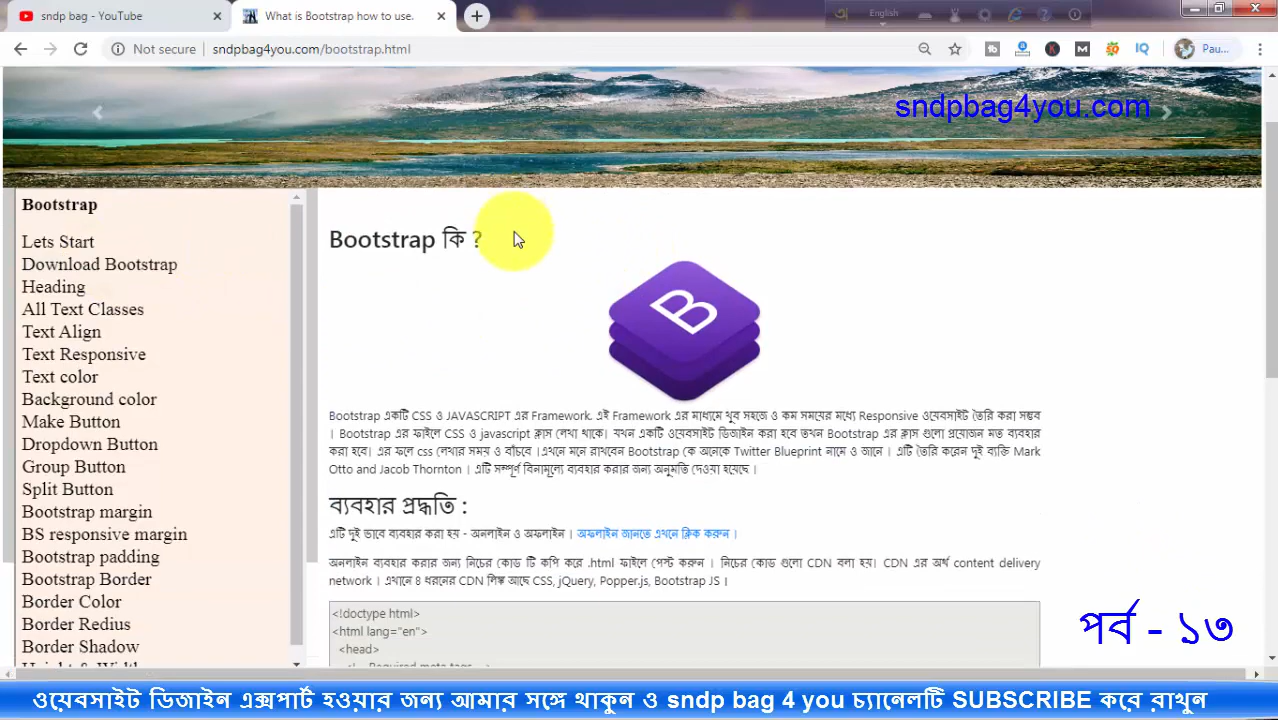 sndp bag - YouTube
What is Bootstrap how to use.
English
Not secure
sndpbag4you.com/bootstrap.html
IQ
Pau...
sndpbag4you.com
Bootstrap
Lets Start
Download Bootstrap
Heading
All Text Classes
Text Align
Text Responsive
Text color
Background color
Make Button
Dropdown Button
Group Button
Split Button
Bootstrap margin
BS responsive margin
Bootstrap padding
Bootstrap Border
Border Color
Border Redius
Border Shadow
Height & Width
Bootstrap কি ?
B
Bootstrap একটি CSS ও JAVASCRIPT এর Framework. এই Framework এর মাধ্যমে খুব সহজে ও কম সময়ের মধ্যে Responsive ওয়েবসাইট তৈরি করা সম্ভব
। Bootstrap এর ফাইলে CSS ও javascript ক্লাস লেখা থাকে। যখন একটি ওয়েবসাইট ডিজাইন করা হবে তখন Bootstrap এর ক্লাস গুলো প্রয়োজন মত ব্যবহার
করা হবে। এর ফলে css লেখার সময় ও বাঁচবে ।এখনে মনে রাখবেন Bootstrap কে অনেকে Twitter Blueprint নামে ও জানে । এটি তৈরি করেন দুই ব্যক্তি Mark
Otto and Jacob Thornton । এটি সম্পূর্ণ বিনামূল্যে ব্যবহার করার জন্য অনুমতি দেওয়া হয়েছে ।
ব্যবহার প্রদ্ধতি :
এটি দুই ভাবে ব্যবহার করা হয় - অনলাইন ও অফলাইন । অফলাইন জানতে এখনে ক্লিক করুন ।
অনলাইন ব্যবহার করার জন্য নিচের কোড টি কপি করে .html ফাইলে পেস্ট করুন । নিচের কোড গুলো CDN বলা হয়। CDN এর অর্থ content delivery
network । এখানে 8 ধরনের CDN লিঙ্ক আছে CSS, jQuery, Popper.js, Bootstrap JS ।
<!doctype html>
<html lang="en">
<head>
<!-- Required meta tags -->
পর্ব - ১৩
ওয়েবসাইট ডিজাইন এক্সপার্ট হওয়ার জন্য আমার সঙ্গে থাকুন ও sndp bag 4 you চ্যানেলটি SUBSCRIBE করে রাখুন